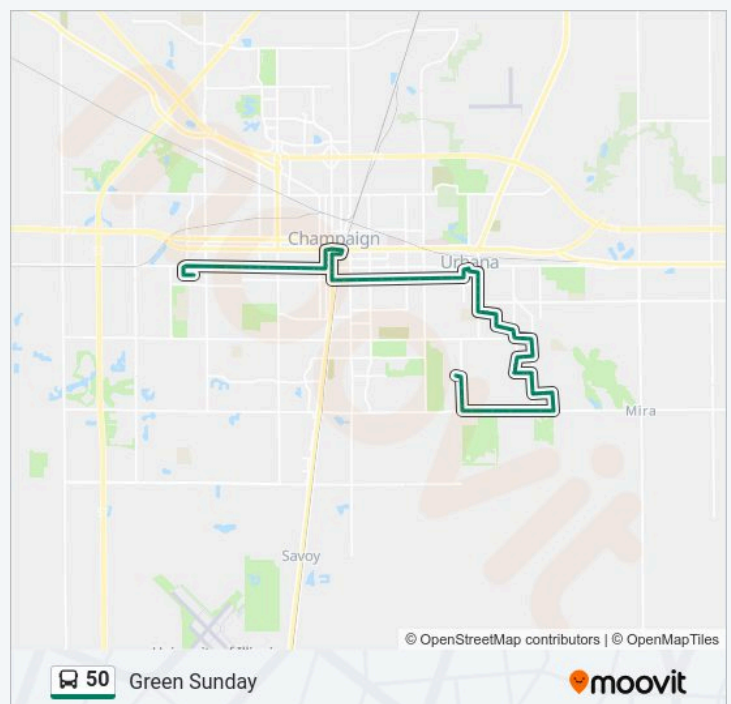 Champaign
Urbana
Mira
Savoy
© OpenStreetMap contributors | © OpenMapTiles
50 Green Sunday
moovit